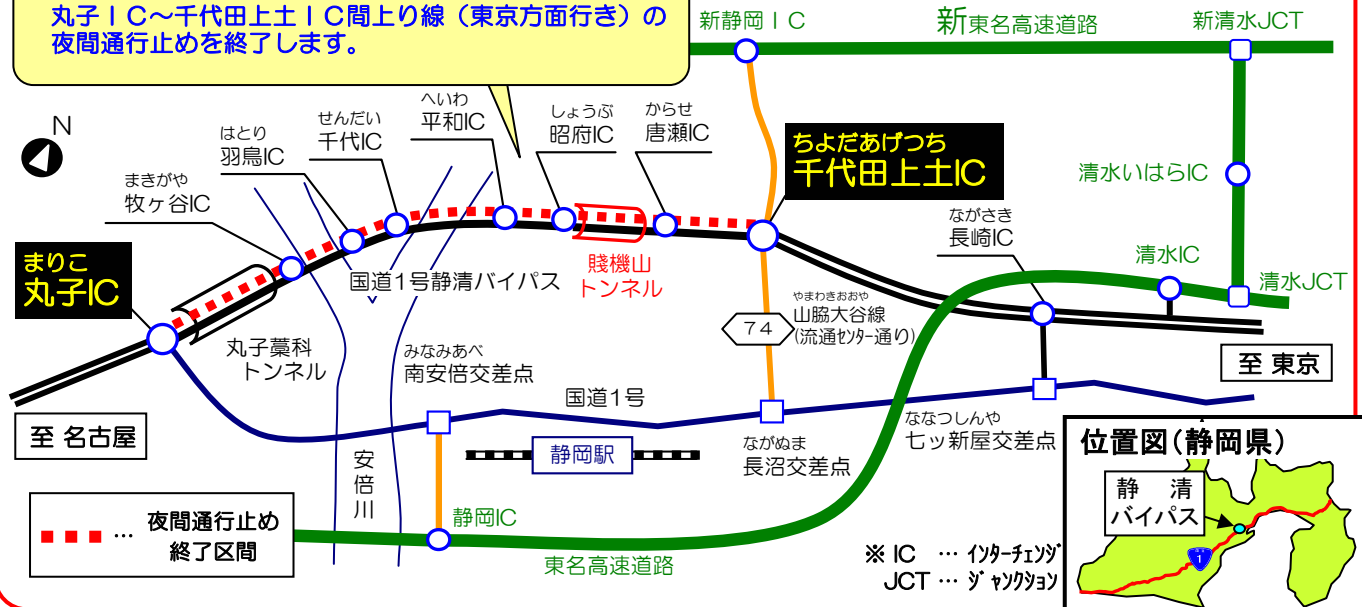 丸子ＩＣ～千代田上土ＩＣ間上り線（東京方面行き）の
夜間通行止めを終了します。
新静岡ＩＣ
新東名高速道路
新清水JCT
N
まきがや
牧ヶ谷IC
はとり
羽鳥IC
せんだい
千代IC
へいわ
平和IC
しょうぶ
昭府IC
からせ
唐瀬IC
ちよだあげつち
千代田上土IC
清水いはらIC
ながさき
長崎IC
清水IC
清水JCT
まりこ
丸子IC
国道1号静清バイパス
賤機山
トンネル
やまわきおおや
山脇大谷線
(流通ｾﾝﾀｰ通り)
74
丸子藁科
トンネル
みなみあべ
南安倍交差点
国道1号
至 東京
至 名古屋
安倍川
静岡駅
ながぬま
長沼交差点
ななつしんや
七ッ新屋交差点
位置図(静岡県)
静 清
バイパス
1
… 夜間通行止め
終了区間
静岡IC
東名高速道路
※ IC … ｲﾝﾀｰﾁｪﾝｼﾞ
JCT … ｼﾞｬﾝｸｼｮﾝ